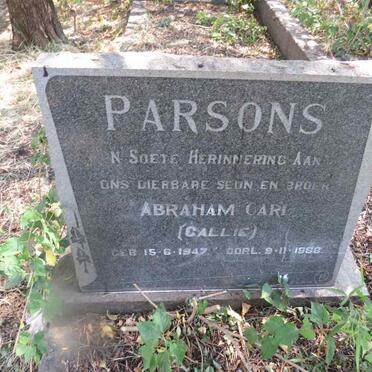 PARSONS
'N SOETE HERINNERING AAN
ONS DIERBARE SEUN EN BROER
ABRAHAM CARL
(CALLIE)
GEB. 15-6-1947 OORL. 9-11-1966